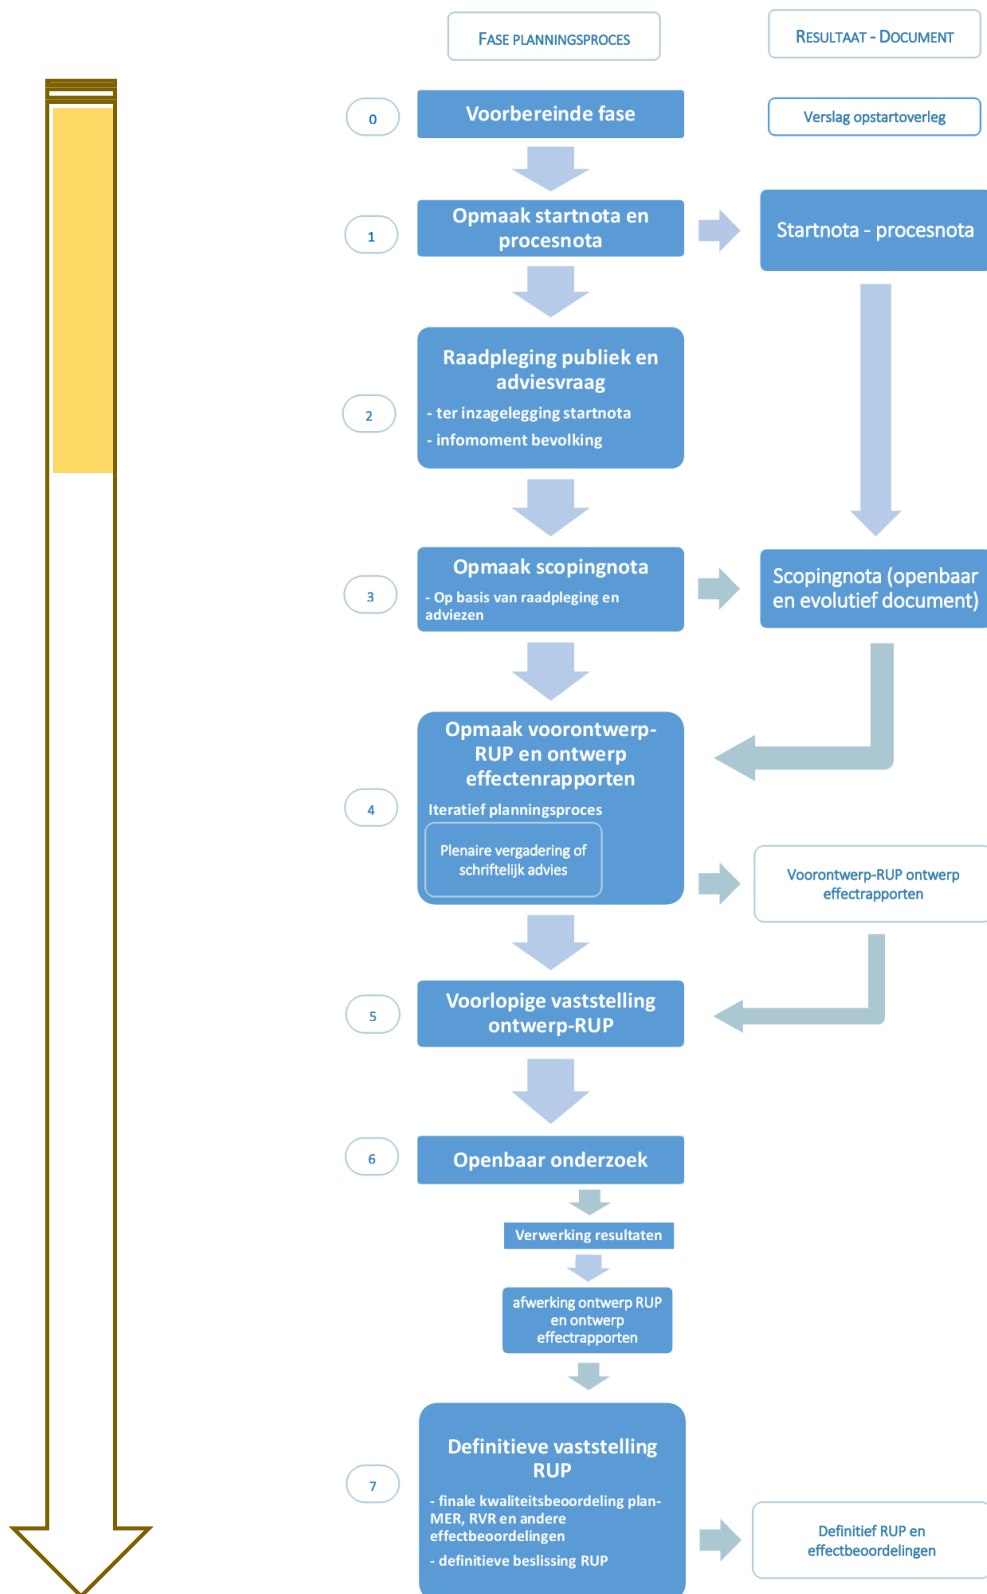 FASE PLANNINGSPROCES
RESULTAAT - DOCUMENT
0
Voorbereinde fase
Verslag opstartoverleg
1
Opmaak startnota en
procesnota
Startnota - procesnota
2
Raadpleging publiek en
adviesvraag
- ter inzagelegging startnota
- infomoment bevolking
3
Opmaak scopingnota
- Op basis van raadpleging en
adviezen
Scopingnota (openbaar
en evolutief document)
4
Opmaak voorontwerp-
RUP en ontwerp
effectenrapporten
Iteratief planningsproces
Plenaire vergadering of
schriftelijk advies
Voorontwerp-RUP ontwerp
effectrapporten
5
Voorlopige vaststelling
ontwerp-RUP
6
Openbaar onderzoek
Verwerking resultaten
afwerking ontwerp RUP
en ontwerp
effectrapporten
7
Definitieve vaststelling
RUP
- finale kwaliteitsbeoordeling plan-
MER, RVR en andere
effectbeoordelingen
- definitieve beslissing RUP
Definitief RUP en
effectbeoordelingen